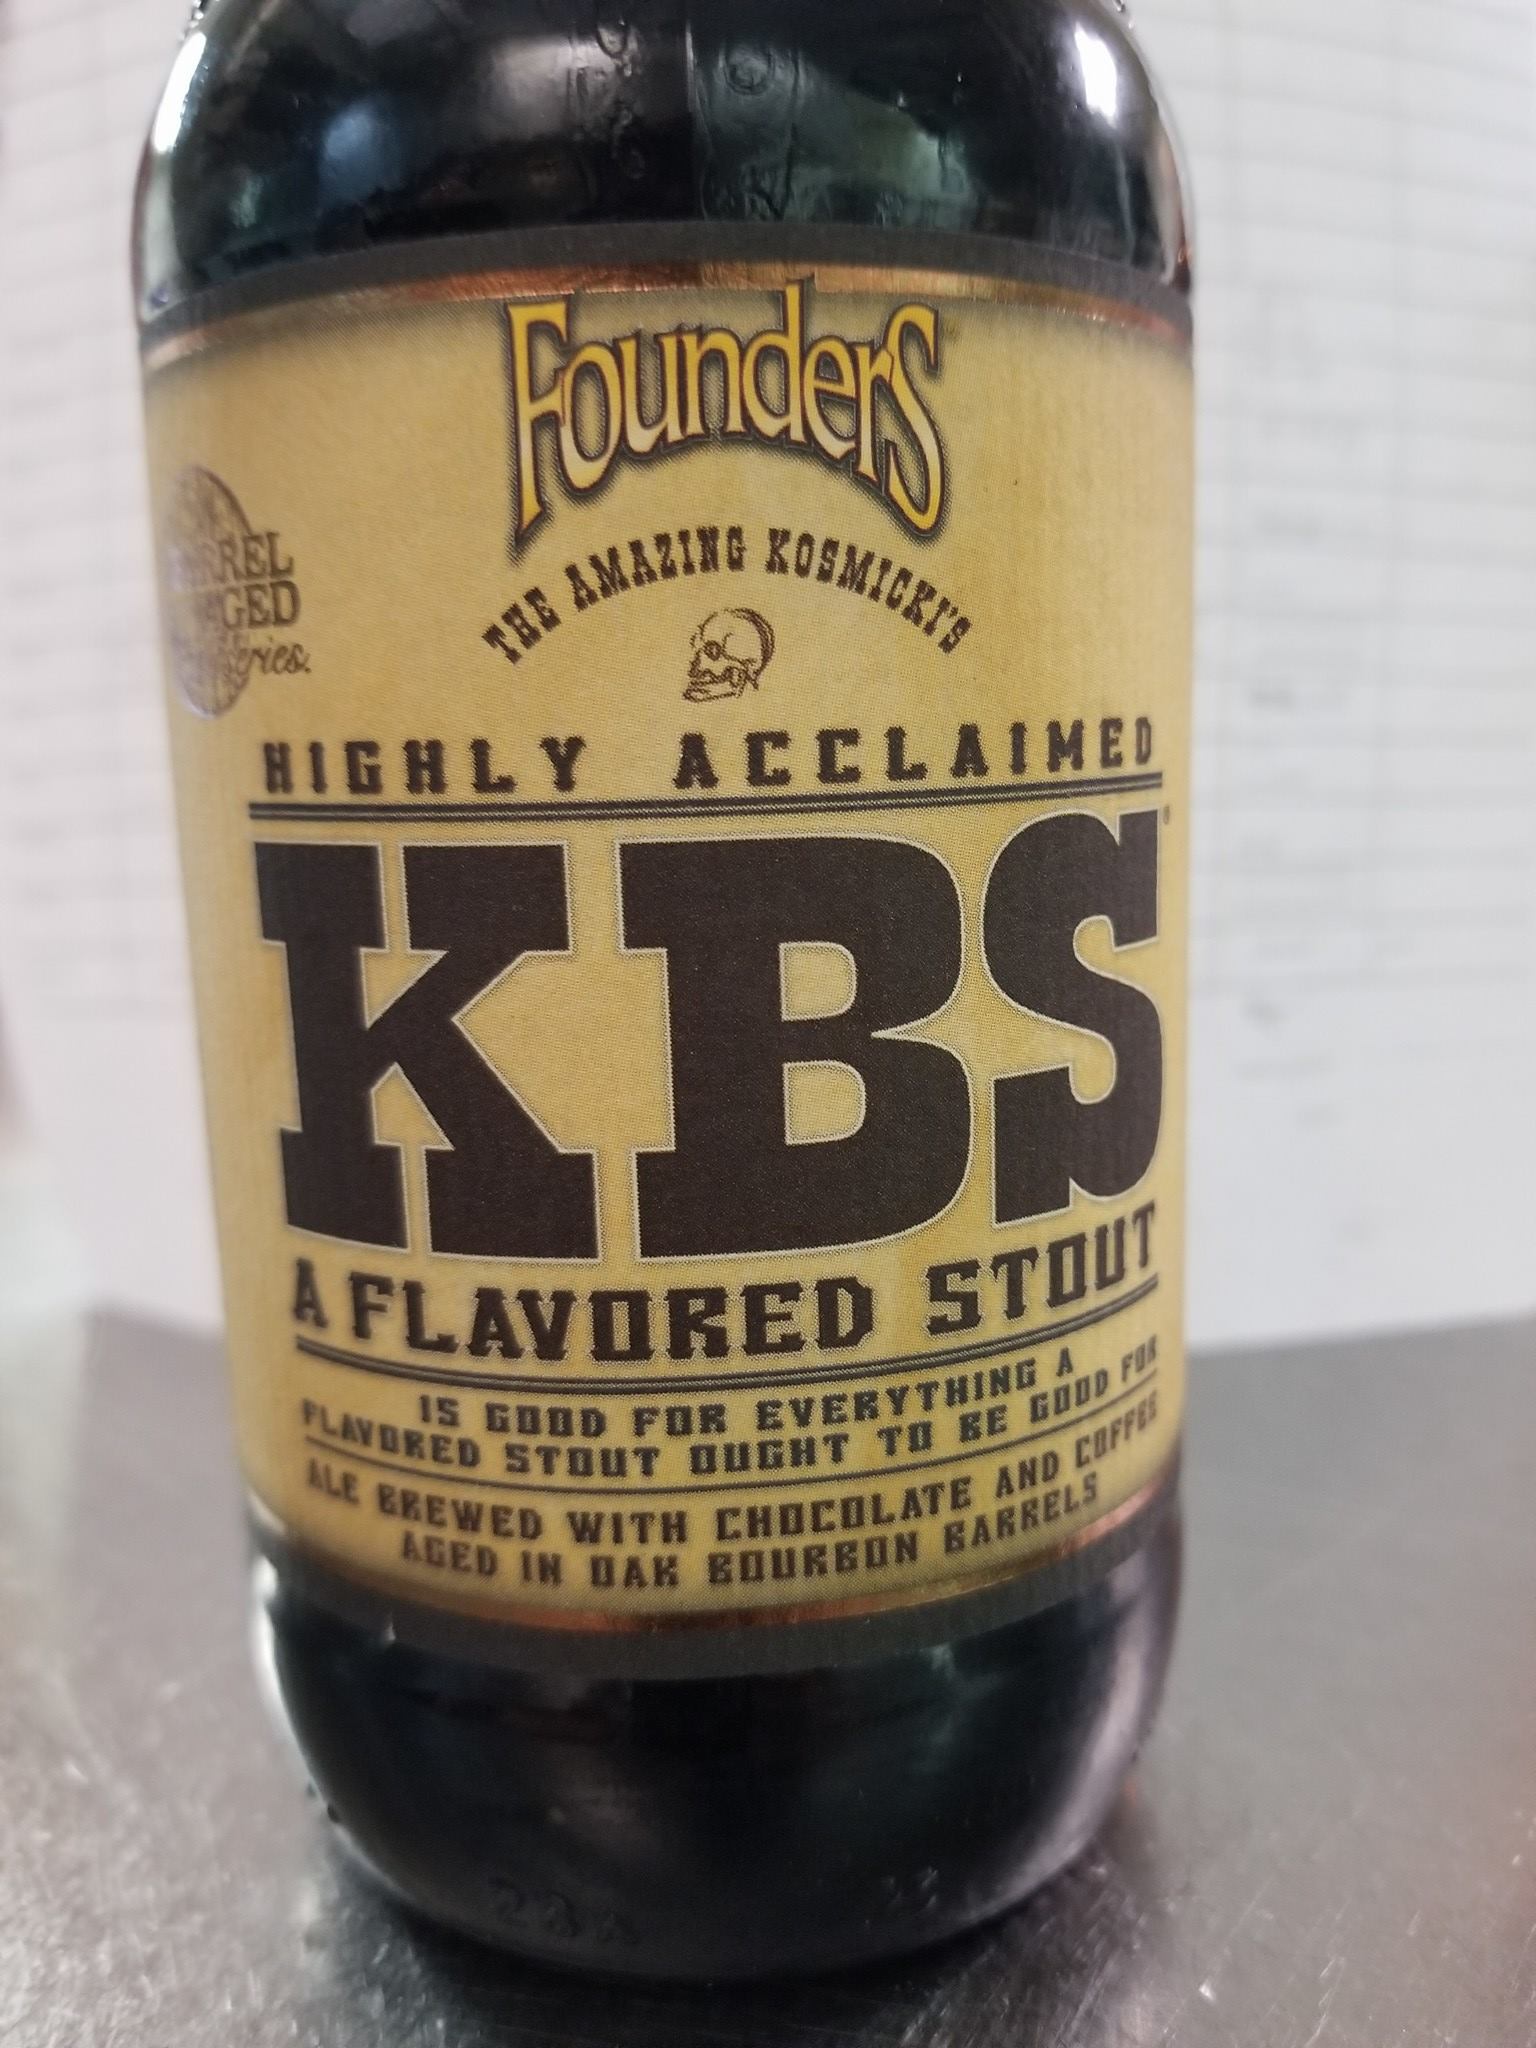 Founders
THE AMAZING KOSMICKI'S
HIGHLY ACCLAIMED
KBS
A FLAVORED STOUT
IS GOOD FOR EVERYTHING A
FLAVORED STOUT OUGHT TO BE GOOD FOR
ALE BREWED WITH CHOCOLATE AND COFFEE
AGED IN OAK BOURBON BARRELS